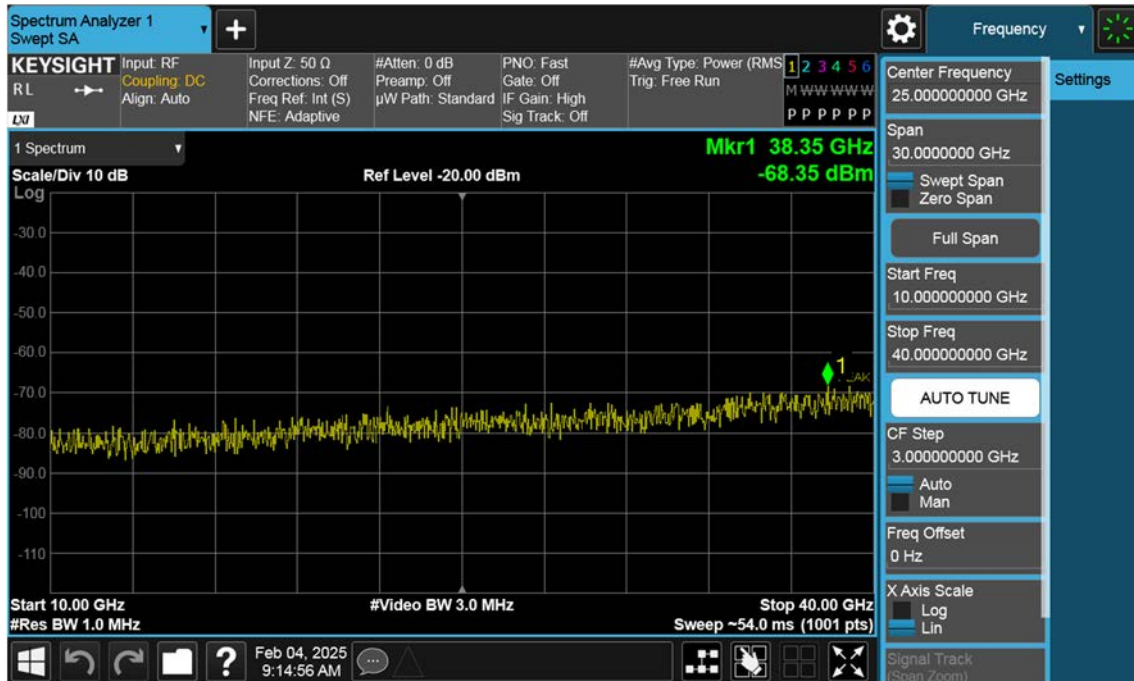 Spectrum Analyzer 1
Swept SA
+
Frequency
KEYSIGHT
RL
LXI
Input: RF
Coupling: DC
Align: Auto
Input Z: 50 Ω
Corrections: Off
Freq Ref: Int (S)
NFE: Adaptive
#Atten: 0 dB
Preamp: Off
µW Path: Standard
PNO: Fast
Gate: Off
IF Gain: High
Sig Track: Off
#Avg Type: Power (RMS
Trig: Free Run
1 2 3 4 5 6
M W W W W W
P P P P P P
1 Spectrum
Mkr1 38.35 GHz
-68.35 dBm
Scale/Div 10 dB
Ref Level -20.00 dBm
Log
-30.0
-40.0
-50.0
-60.0
-70.0
-80.0
-90.0
-100
-110
1
Start 10.00 GHz
#Video BW 3.0 MHz
Stop 40.00 GHz
#Res BW 1.0 MHz
Sweep ~54.0 ms (1001 pts)
Center Frequency
25.000000000 GHz
Span
30.0000000 GHz
Swept Span
Zero Span
Full Span
Start Freq
10.000000000 GHz
Stop Freq
40.000000000 GHz
AUTO TUNE
CF Step
3.000000000 GHz
Auto
Man
Freq Offset
0 Hz
X Axis Scale
Log
Lin
Signal Track
(Span Zoom)
Settings
?
Feb 04, 2025
9:14:56 AM